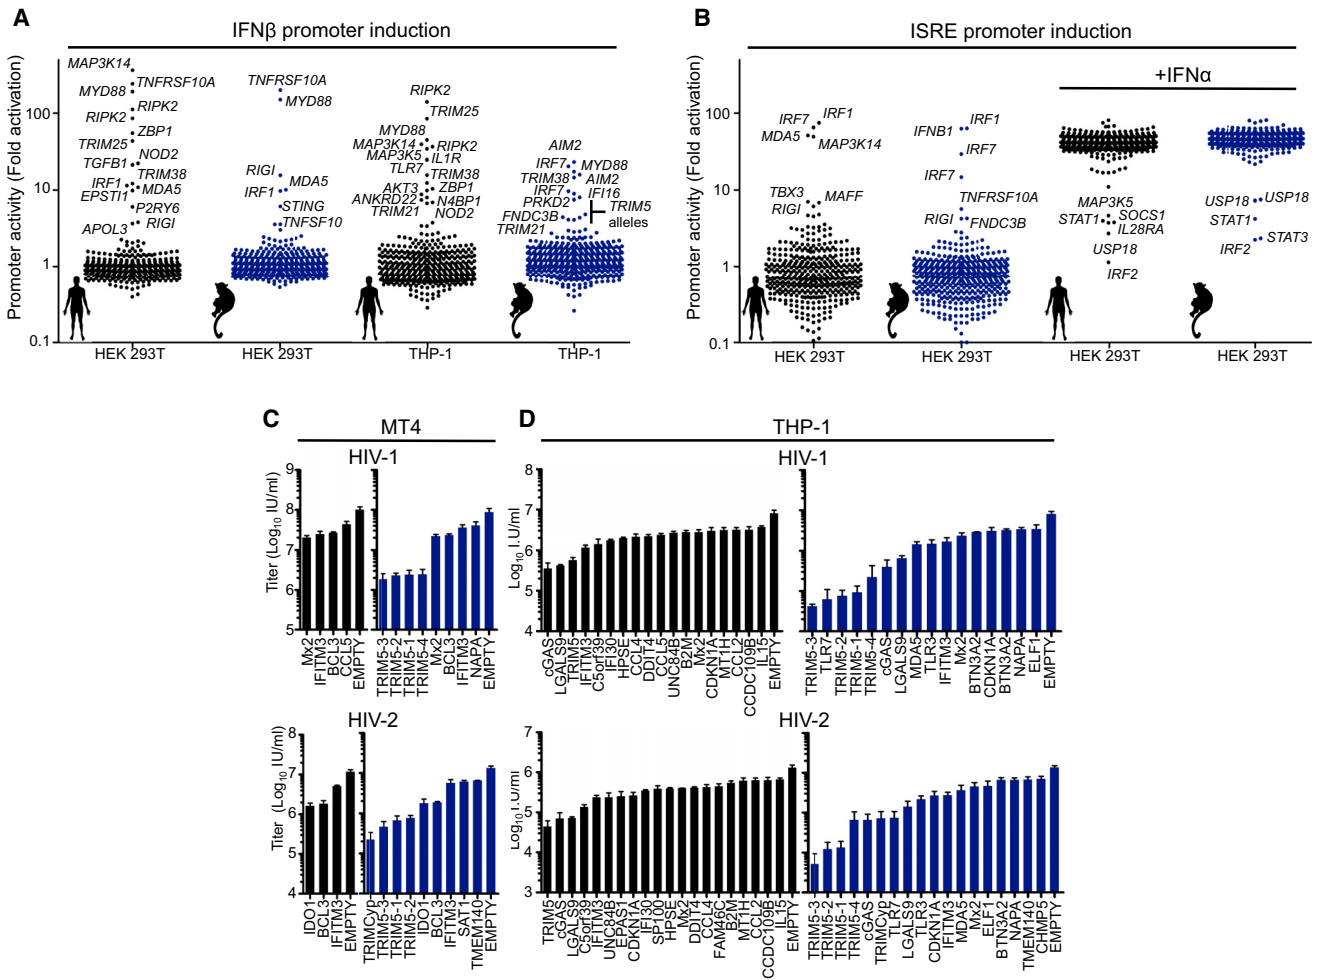 A
IFNβ promoter induction
Promoter activity (Fold activation)
100
10
1
0.1
MAP3K14
TNFRSF10A
MYD88
RIPK2
RIPK2
ZBP1
TRIM25
NOD2
TGFB1
TRIM38
IRF1
MDA5
EPSTI1
P2RY6
RIGI
APOL3
HEK 293T
TNFRSF10A
MYD88
RIGI
MDA5
IRF1
STING
TNFSF10
HEK 293T
RIPK2
TRIM25
MYD88
MAP3K14
RIPK2
MAP3K5
IL1R
TLR7
TRIM38
AKT3
ZBP1
ANKRD22
N4BP1
TRIM21
NOD2
THP-1
AIM2
IRF7
MYD88
TRIM38
AIM2
IRF7
IFI16
PRKD2
TRIM5
alleles
FNDC3B
TRIM21
THP-1
B
ISRE promoter induction
+IFNα
Promoter activity (Fold activation)
100
10
1
0.1
IRF7
IRF1
MDA5
MAP3K14
TBX3
MAFF
RIGI
HEK 293T
IFNB1
IRF1
IRF7
IRF7
TNFRSF10A
RIGI
FNDC3B
HEK 293T
MAP3K5
STAT1
SOCS1
IL28RA
USP18
IRF2
HEK 293T
USP18
USP18
STAT1
STAT3
IRF2
HEK 293T
C
MT4
HIV-1
Titer (Log10 IU/ml)
9
8
7
6
5
Mx2
IFITM3
BCL3
CCL5
EMPTY
TRIM5-3
TRIM5-2
TRIM5-1
TRIM5-4
Mx2
BCL3
IFITM3
NAPA
EMPTY
HIV-2
Titer (Log10 IU/ml)
8
7
6
5
4
IDO1
BCL3
IFITM3
EMPTY
TRIMCyp
TRIM5-3
TRIM5-1
TRIM5-2
IDO1
BCL3
IFITM3
SAT1
TMEM140
EMPTY
D
THP-1
HIV-1
Log10 I.U/ml
8
7
6
5
4
cGAS
LGALS9
TRIM5
IFITM3
C5orf39
IFI30
HPSE
CCL4
DDIT4
CCL5
UNC84B
B2M
Mx2
CDKN1A
MT1H
CCL2
CCDC109B
IL15
EMPTY
TRIM5-3
TLR7
TRIM5-2
TRIM5-1
TRIM5-4
cGAS
LGALS9
MDA5
TLR3
IFITM3
Mx2
BTN3A2
CDKN1A
BTN3A2
NAPA
ELF1
EMPTY
HIV-2
Log10 I.U/ml
7
6
5
4
3
TRIM5
cGAS
LGALS9
C5orf39
IFITM3
UNC84B
EPAS1
CDKN1A
IFI30
SP100
HPSE
Mx2
DDIT4
CCL4
FAM46C
B2M
MT1H
CCL2
CCDC109B
IL15
EMPTY
TRIM5-3
TRIM5-2
TRIM5-1
TRIM5-4
cGAS
TRIMCyp
TLR7
LGALS9
TLR3
CDKN1A
IFITM3
MDA5
Mx2
ELF1
BTN3A2
NAPA
TMEM140
CHMP5
EMPTY